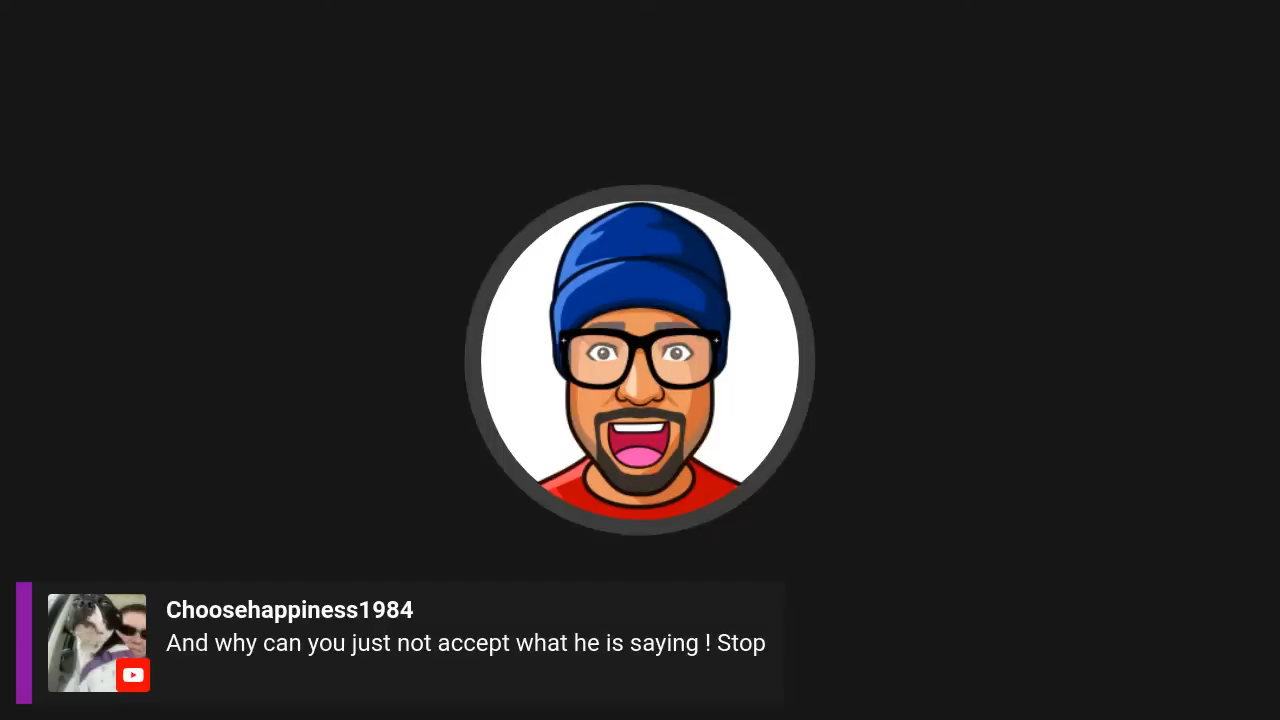 Choosehappiness1984
And why can you just not accept what he is saying ! Stop